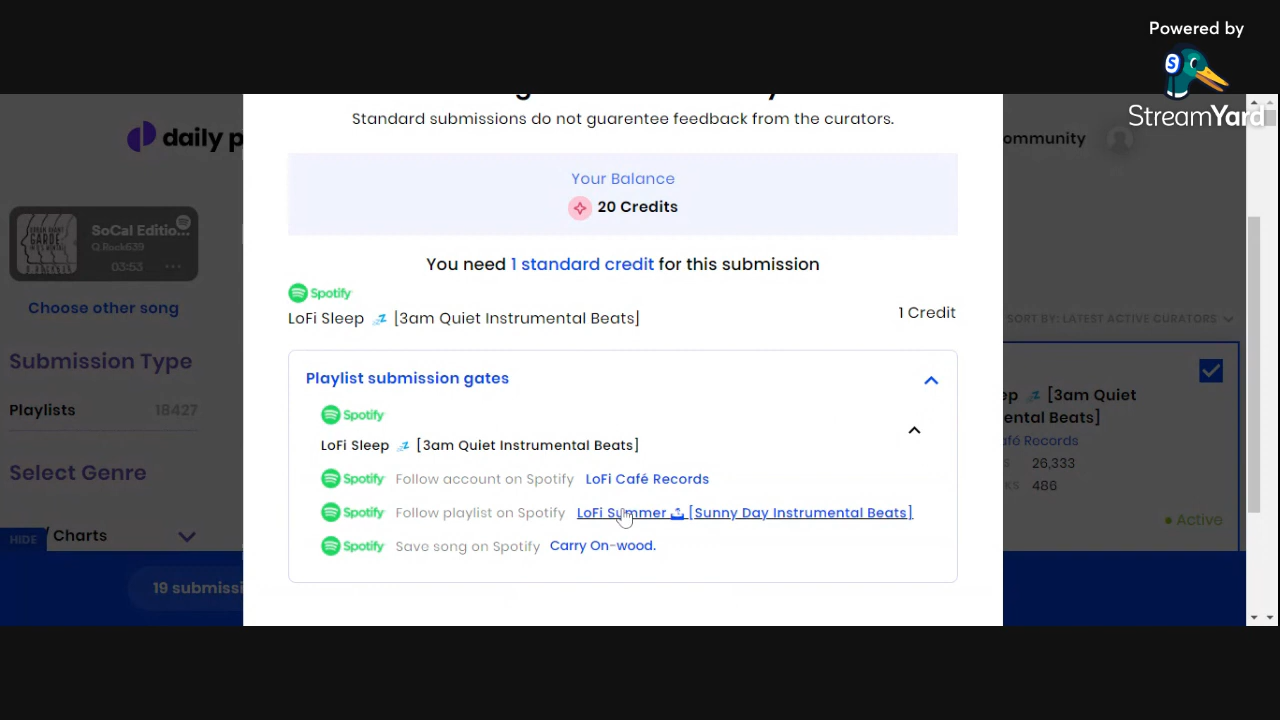 Powered by
StreamYard
daily p
ommunity
Standard submissions do not guarentee feedback from the curators.
Your Balance
20 Credits
You need 1 standard credit for this submission
Spotify
LoFi Sleep 💤 [3am Quiet Instrumental Beats]
1 Credit
Playlist submission gates
Spotify
LoFi Sleep 💤 [3am Quiet Instrumental Beats]
Spotify Follow account on Spotify LoFi Café Records
Spotify Follow playlist on Spotify LoFi Summer [Sunny Day Instrumental Beats]
Spotify Save song on Spotify Carry On-wood.
SoCal Editio...
Q.Rock639
03:53
Choose other song
Submission Type
Playlists 18427
Select Genre
/ Charts
HIDE
19 submissi
SORT BY: LATEST ACTIVE CURATORS
ep 💤 [3am Quiet
ental Beats]
afé Records
S 26,333
KS 486
Active